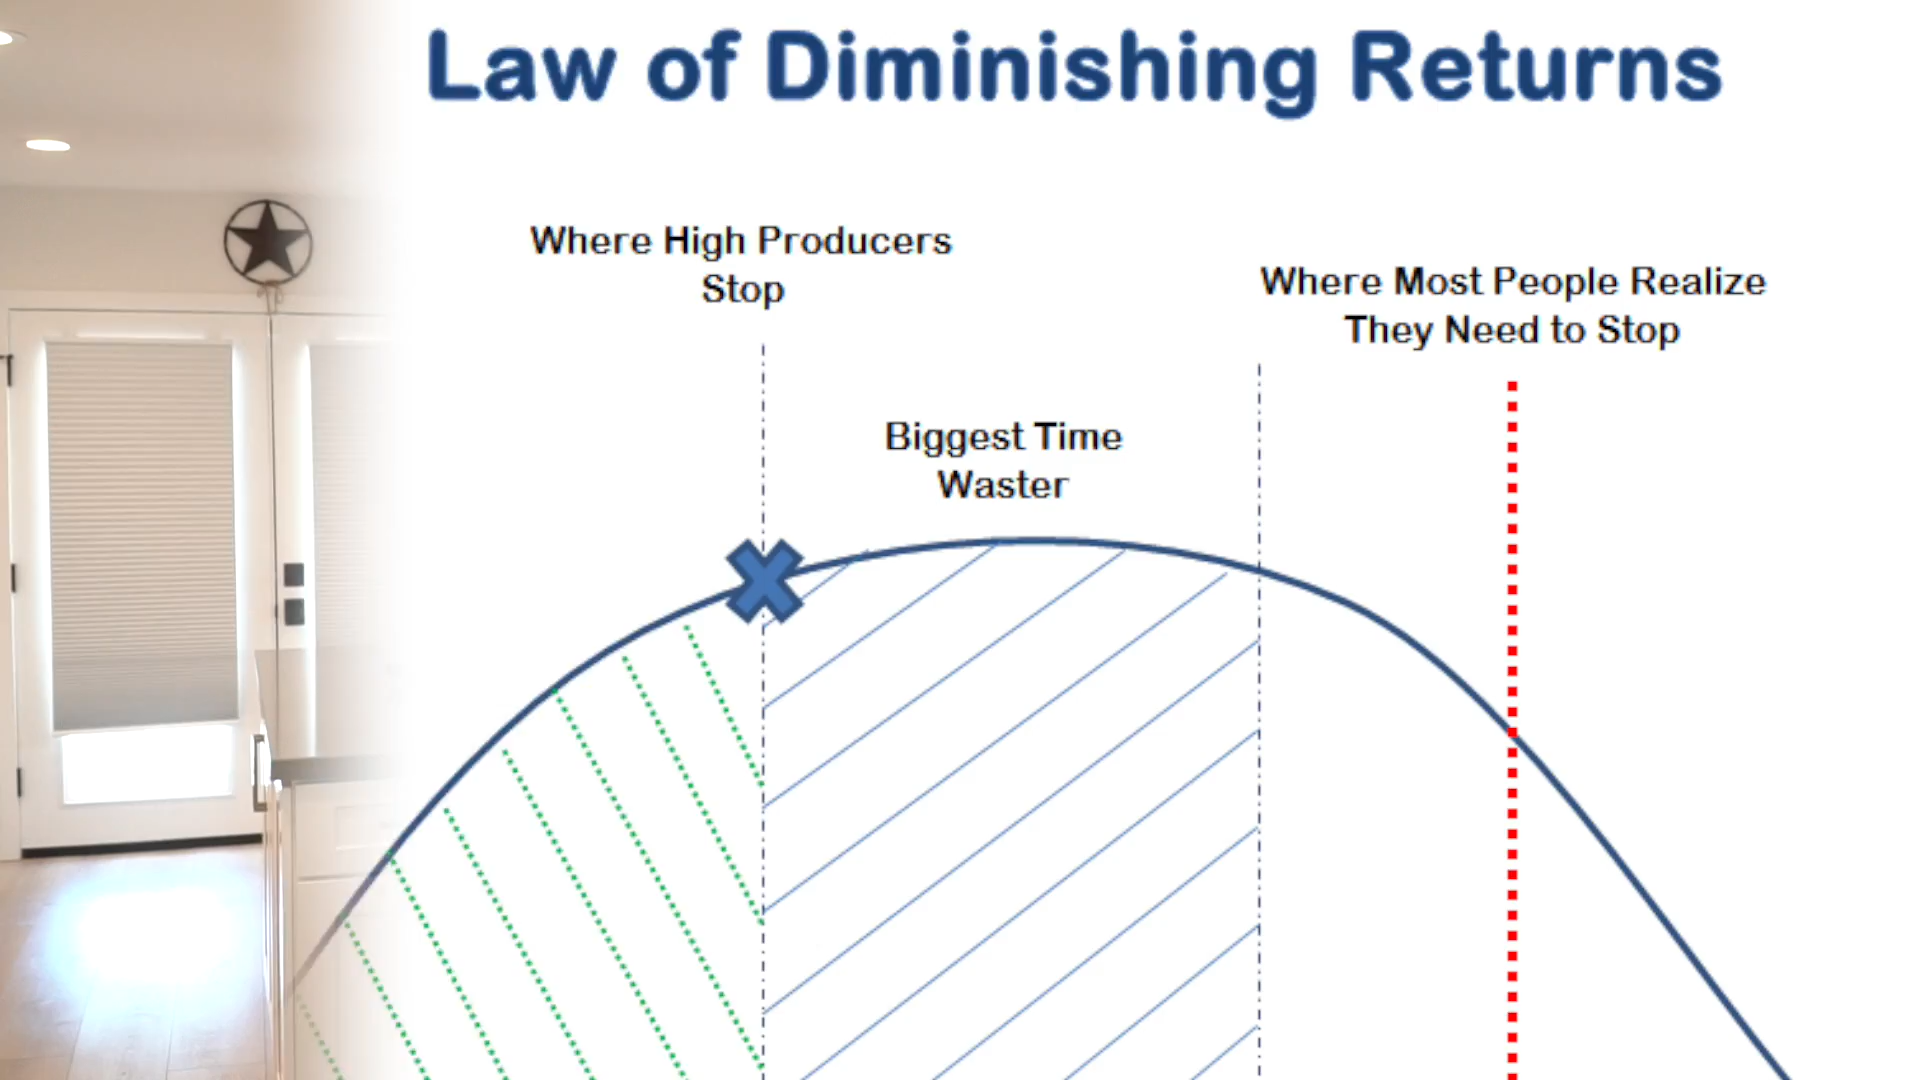 Law of Diminishing Returns
Where High Producers
Stop
Where Most People Realize
They Need to Stop
Biggest Time
Waster